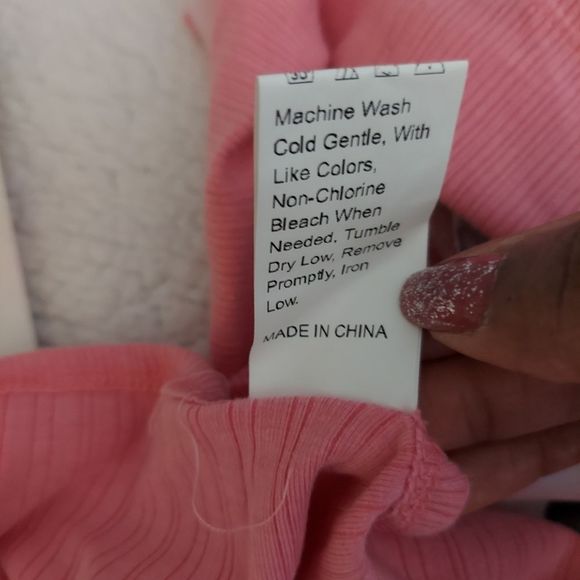 30
Machine Wash
Cold Gentle, With
Like Colors,
Non-Chlorine
Bleach When
Needed, Tumble
Dry Low, Remove
Promptly, Iron
Low.
MADE IN CHINA